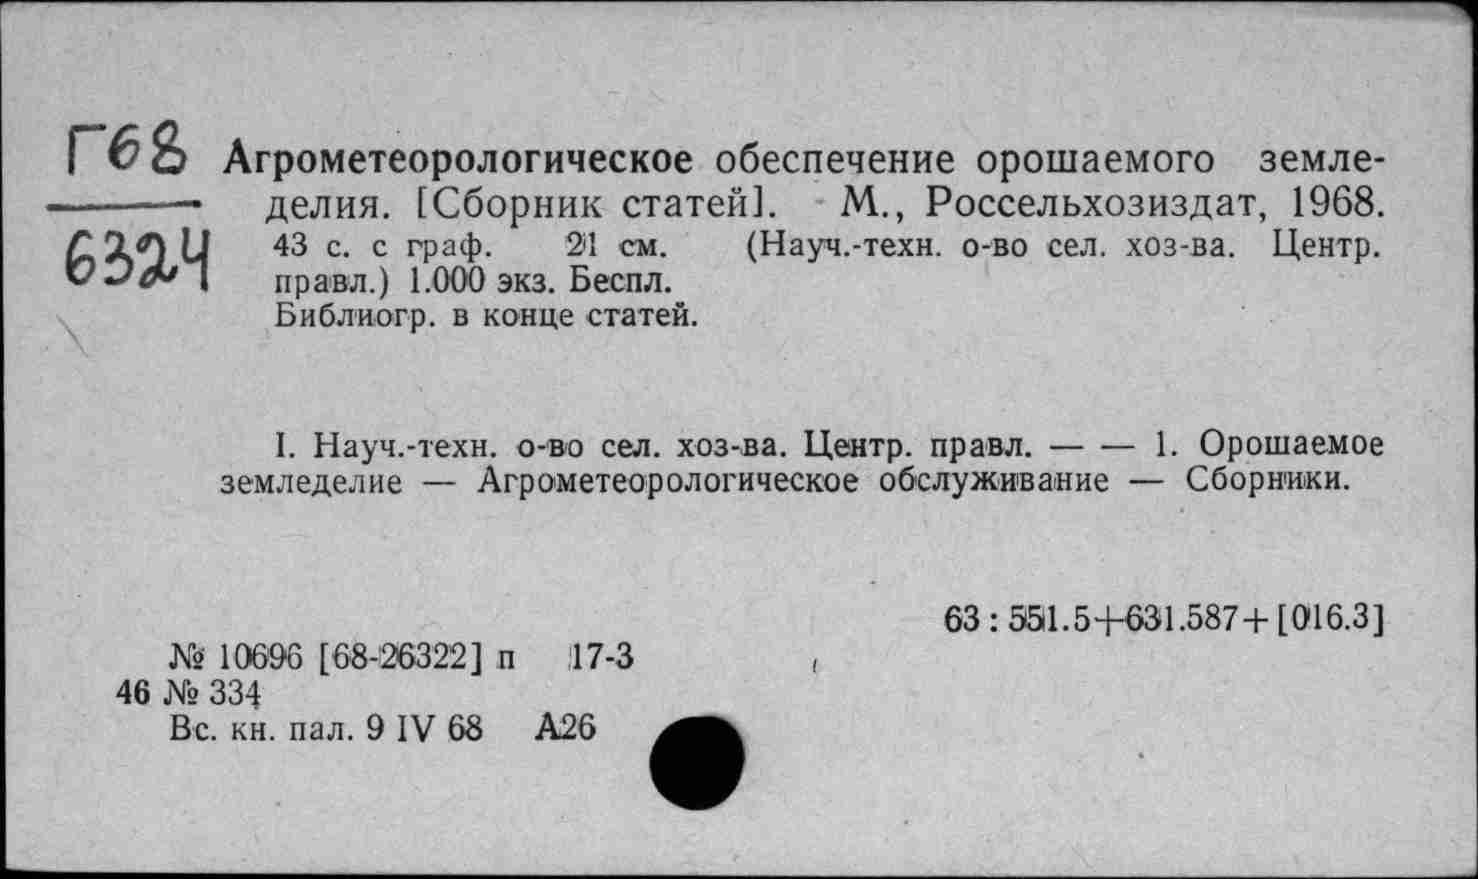 Г68
6324
Агрометеорологическое обеспечение орошаемого земле-
делия. [Сборник статей]. М., Россельхозиздат, 1968.
43 с. с граф. 21 см. (Науч.-техн. о-во сел. хоз-ва. Центр.
правл.) 1.000 экз. Беспл.
Библиогр. в конце статей.
I. Науч.-техн. о-во сел. хоз-ва. Центр. правл. — — 1. Орошаемое
земледелие — Агрометеорологическое обслуживание — Сборники.
63 : 551.5+631.587+[016.3]
№ 10696 [68-26322] п 17-3
46 № 334
Вс. кн. пал. 9 IV 68 А26